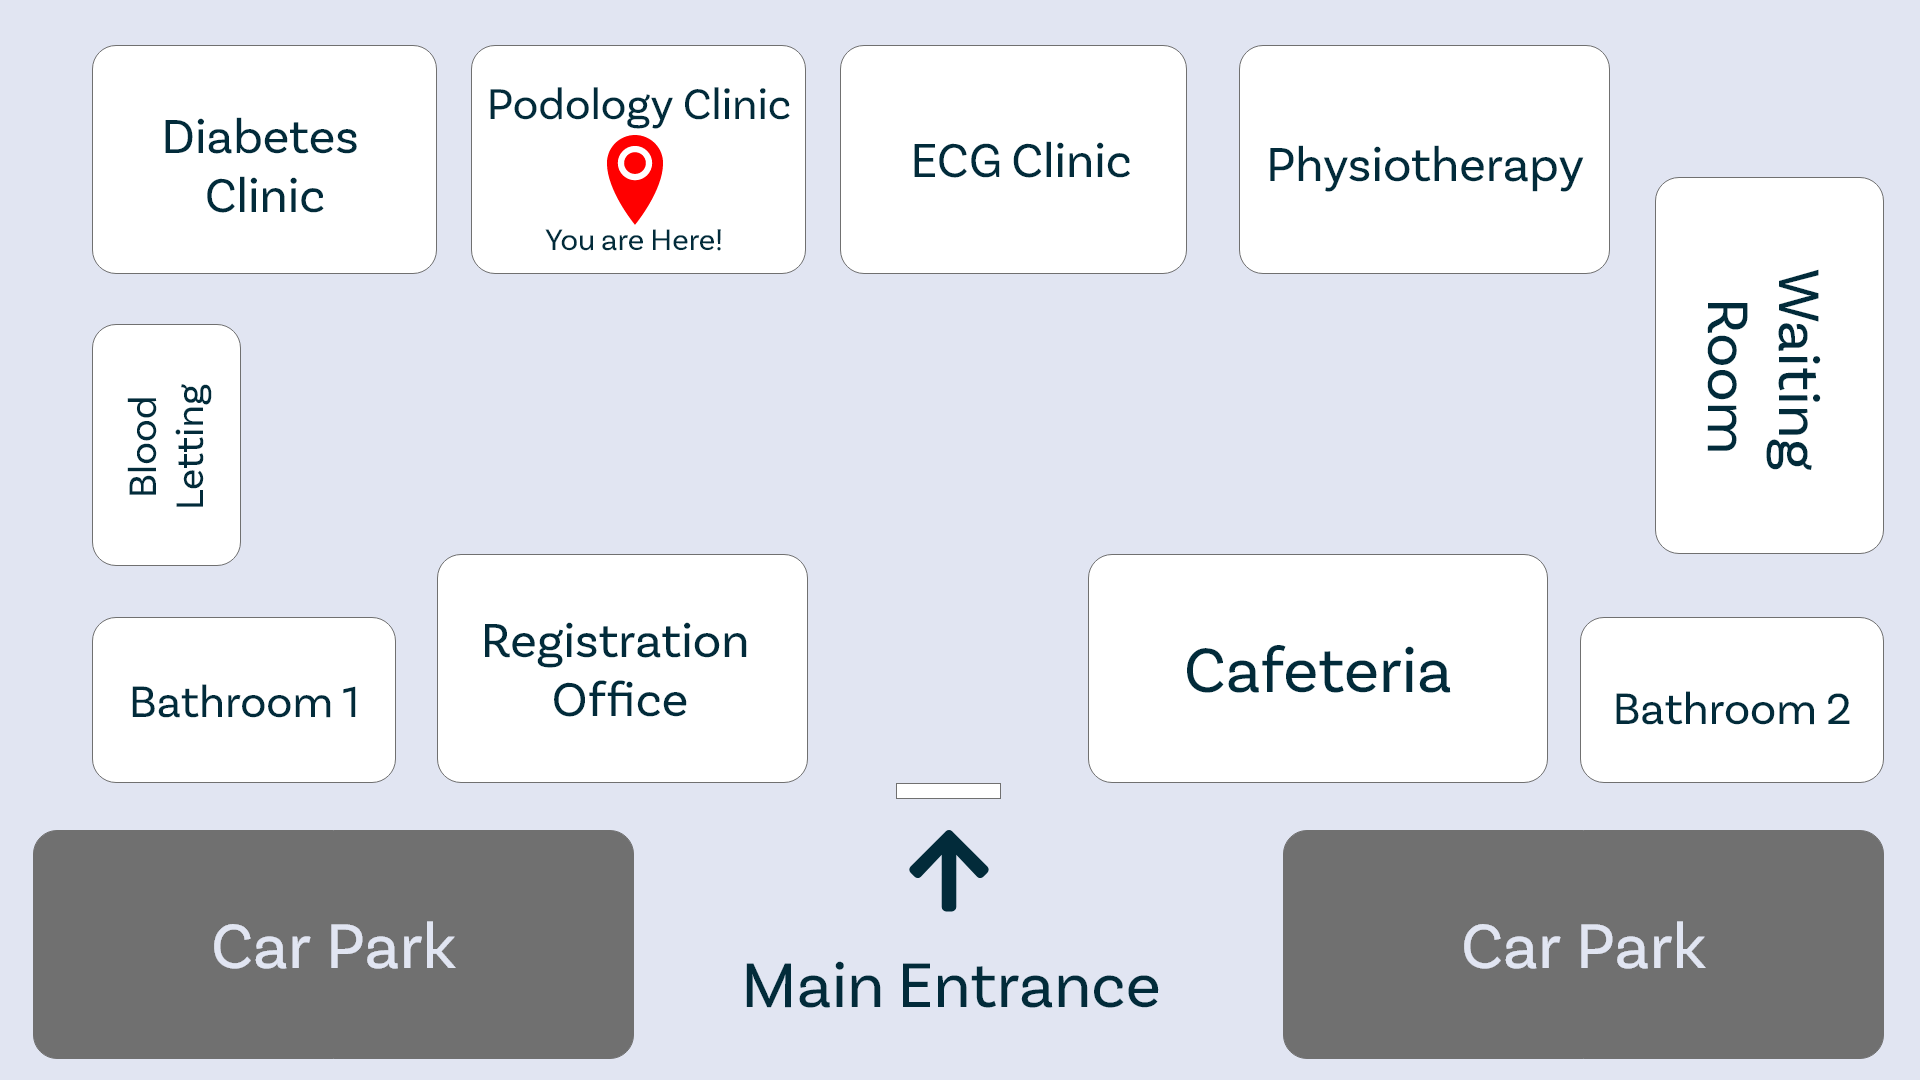 Diabetes
Clinic
Podology Clinic
You are Here!
ECG Clinic
Physiotherapy
Waiting
Room
Blood
Letting
Bathroom 1
Registration
Office
Cafeteria
Bathroom 2
Car Park
Main Entrance
Car Park